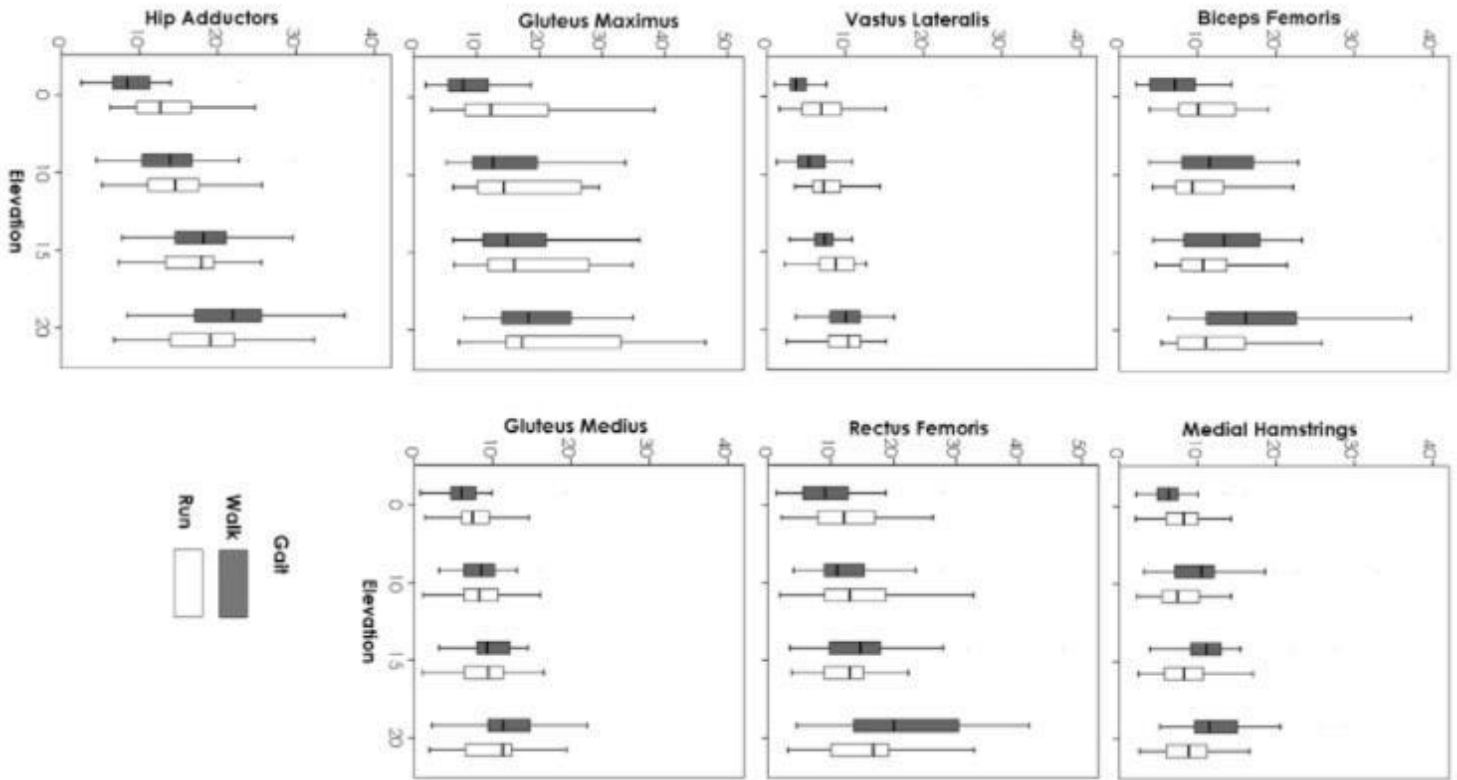 Hip Adductors
0 10 20 30 40
0 10 15 20
Elevation
Gluteus Maximus
0 10 20 30 40 50
Vastus Lateralis
0 10 20 30 40
Biceps Femoris
0 10 20 30 40
Gluteus Medius
0 10 20 30 40
0 10 15 20
Elevation
Rectus Femoris
0 10 20 30 40 50
Medial Hamstrings
0 10 20 30 40
Gait
Walk
Run